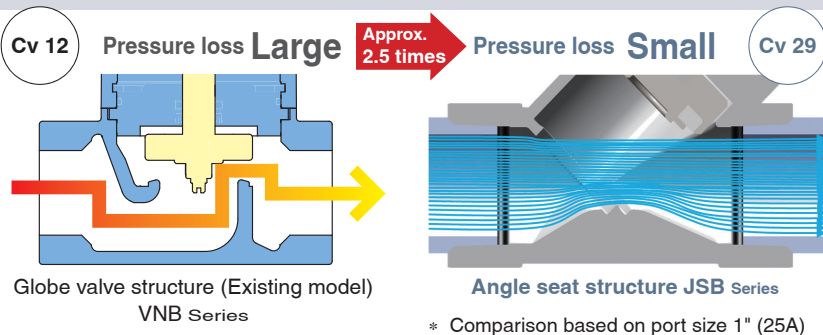 Cv 12
Pressure loss Large
Approx.
2.5 times
Pressure loss Small
Cv 29
Globe valve structure (Existing model)
VNB Series
Angle seat structure JSB Series
* Comparison based on port size 1" (25A)